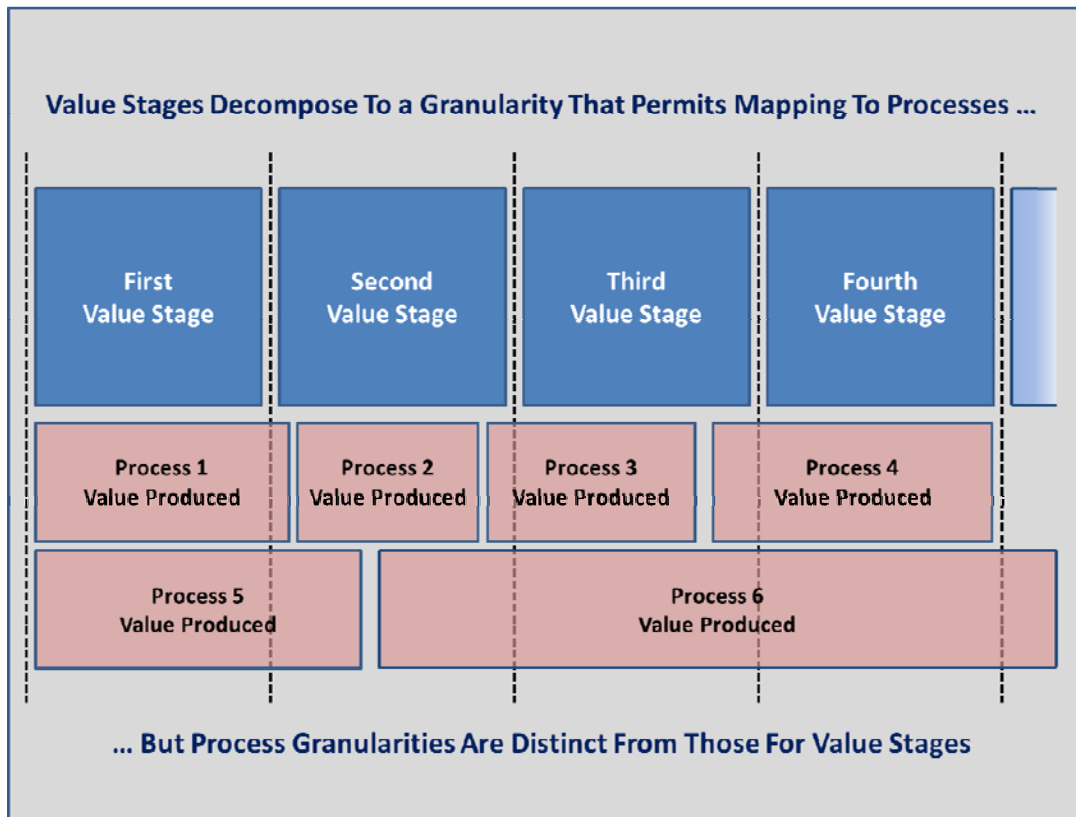 Value Stages Decompose To a Granularity That Permits Mapping To Processes ...
First
Value Stage
Second
Value Stage
Third
Value Stage
Fourth
Value Stage
Process 1
Value Produced
Process 2
Value Produced
Process 3
Value Produced
Process 4
Value Produced
Process 5
Value Produced
Process 6
Value Produced
... But Process Granularities Are Distinct From Those For Value Stages